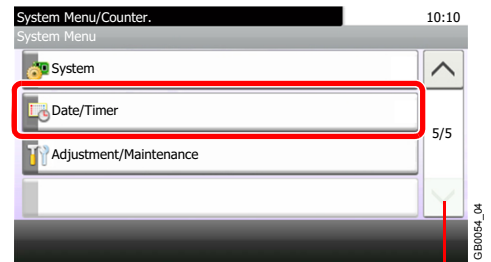 System Menu/Counter. 10:10
System Menu
System
Date/Timer
5/5
Adjustment/Maintenance
GB0054_04